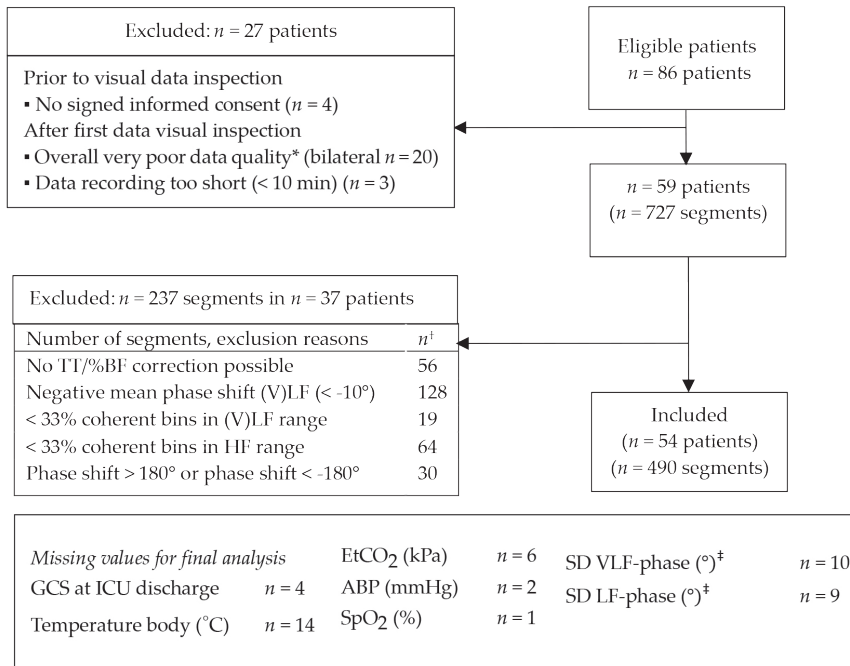 Excluded: n = 27 patients
Prior to visual data inspection
▪ No signed informed consent (n = 4)
After first data visual inspection
▪ Overall very poor data quality* (bilateral n = 20)
▪ Data recording too short (< 10 min) (n = 3)
Eligible patients
n = 86 patients
n = 59 patients
(n = 727 segments)
Excluded: n = 237 segments in n = 37 patients
Number of segments, exclusion reasons n†
No TT/%BF correction possible 56
Negative mean phase shift (V)LF (< -10°) 128
< 33% coherent bins in (V)LF range 19
< 33% coherent bins in HF range 64
Phase shift > 180° or phase shift < -180° 30
Included
(n = 54 patients)
(n = 490 segments)
Missing values for final analysis
GCS at ICU discharge n = 4
Temperature body (°C) n = 14
EtCO2 (kPa) n = 6
ABP (mmHg) n = 2
SpO2 (%) n = 1
SD VLF-phase (°)‡ n = 10
SD LF-phase (°)‡ n = 9